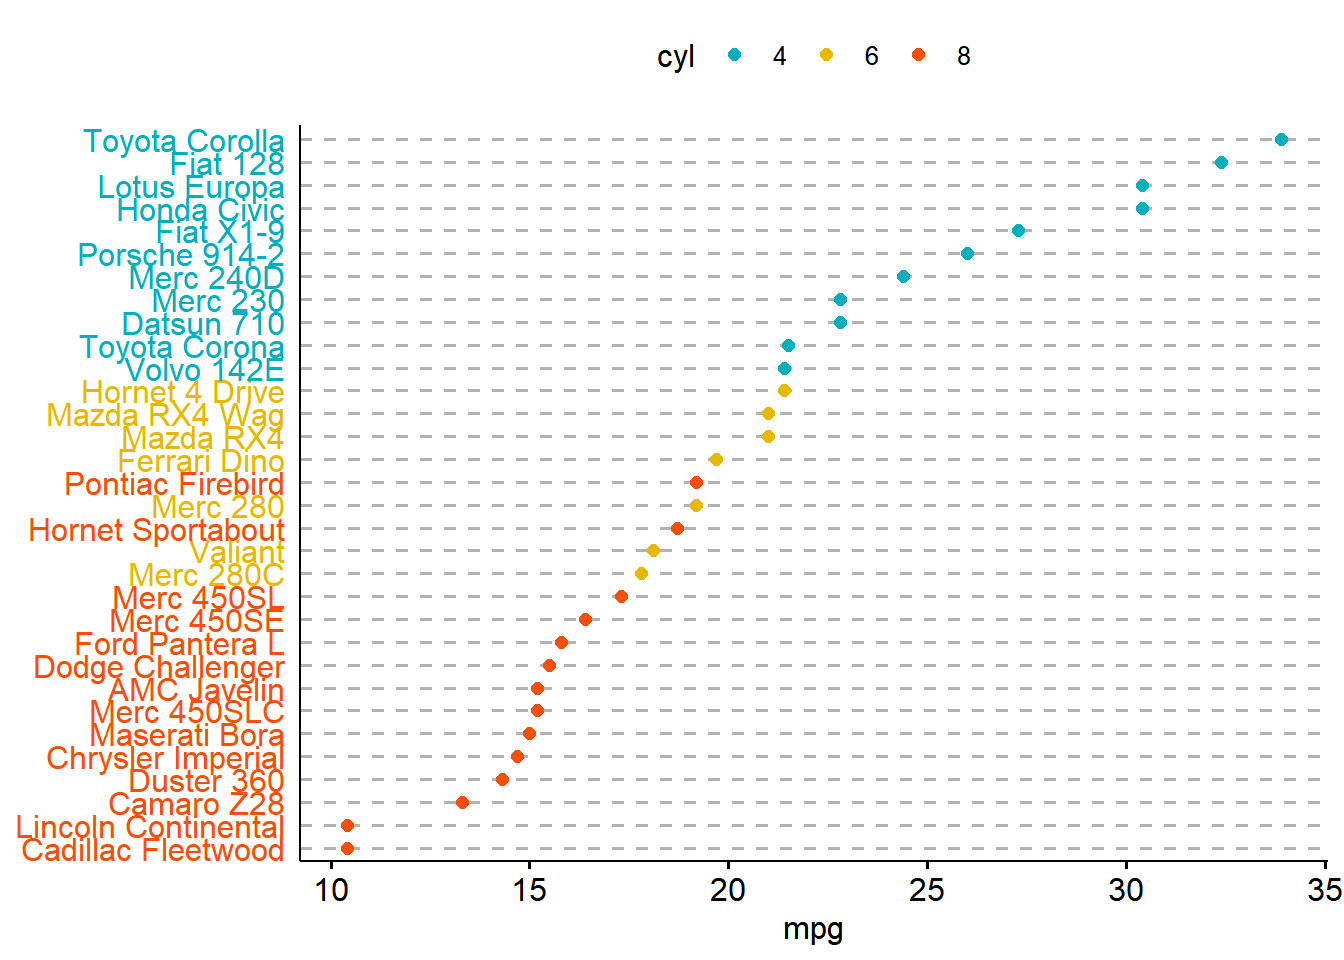 cyl 4 6 8
Toyota Corolla
Fiat 128
Lotus Europa
Honda Civic
Fiat X1-9
Porsche 914-2
Merc 240D
Merc 230
Datsun 710
Toyota Corona
Volvo 142E
Hornet 4 Drive
Mazda RX4 Wag
Mazda RX4
Ferrari Dino
Pontiac Firebird
Merc 280
Hornet Sportabout
Valiant
Merc 280C
Merc 450SL
Merc 450SE
Ford Pantera L
Dodge Challenger
AMC Javelin
Merc 450SLC
Maserati Bora
Chrysler Imperial
Duster 360
Camaro Z28
Lincoln Continental
Cadillac Fleetwood
10 15 20 25 30 35
mpg